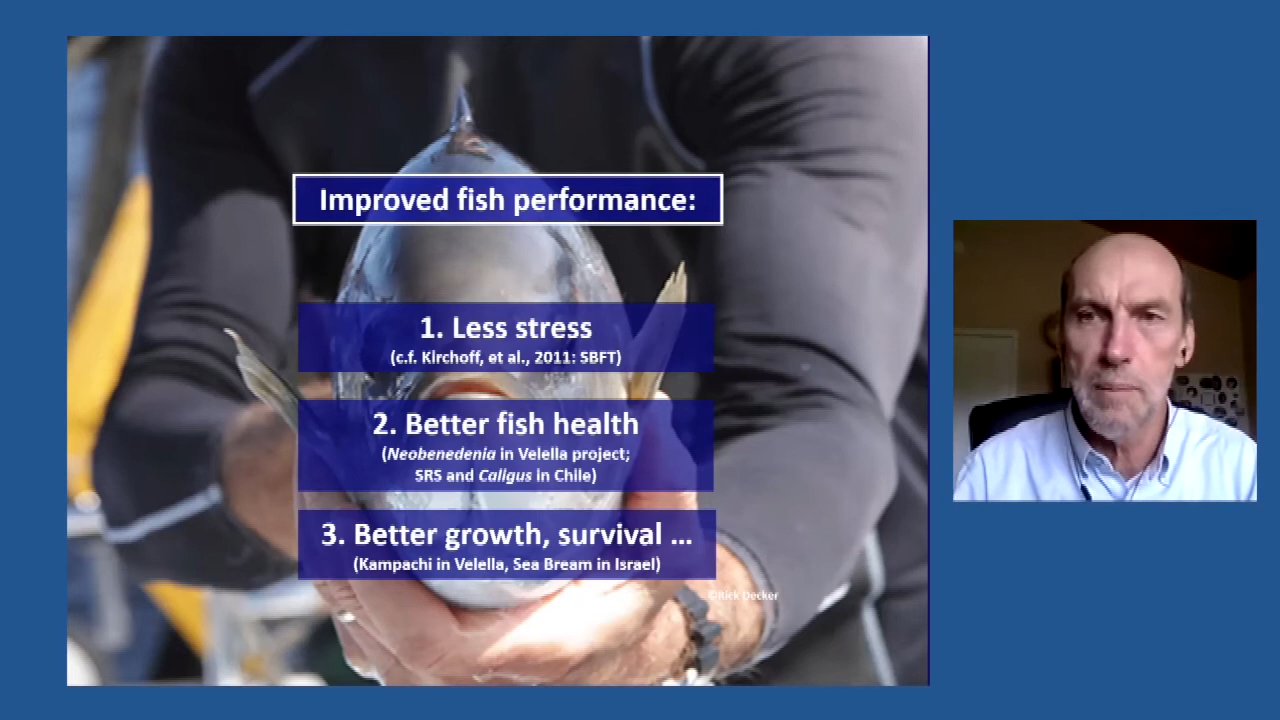 Improved fish performance:
1. Less stress
(c.f. Kirchoff, et al., 2011: SBFT)
2. Better fish health
(Neobenedenia in Velella project;
SRS and Caligus in Chile)
3. Better growth, survival ...
(Kampachi in Velella, Sea Bream in Israel)
©Rick Decker